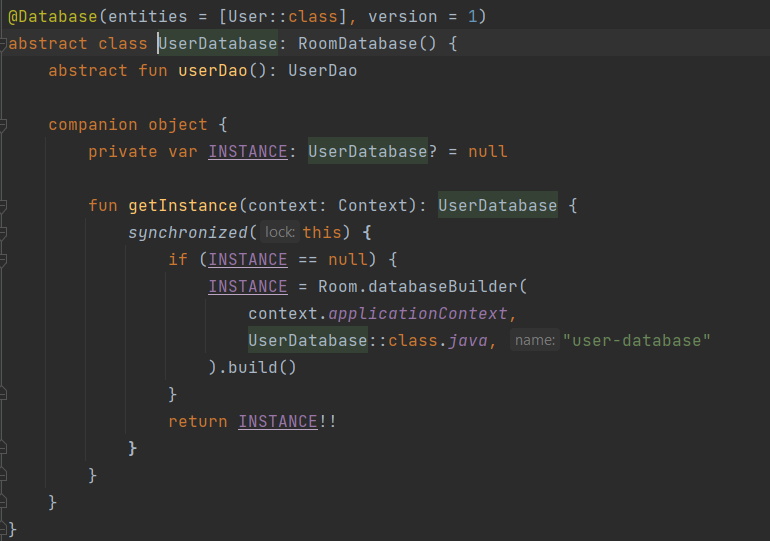 @Database(entities = [User::class], version = 1)
abstract class UserDatabase: RoomDatabase() {
    abstract fun userDao(): UserDao
    companion object {
        private var INSTANCE: UserDatabase? = null
        fun getInstance(context: Context): UserDatabase {
            synchronized( lock: this) {
                if (INSTANCE == null) {
                    INSTANCE = Room.databaseBuilder(
                        context.applicationContext,
                        UserDatabase::class.java, name: "user-database"
                    ).build()
                }
                return INSTANCE!!
            }
        }
    }
}